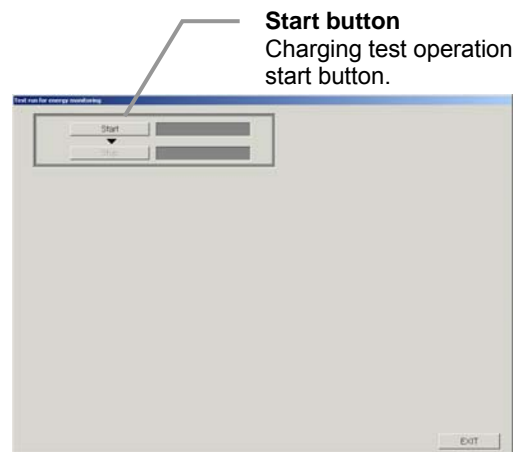 Start button
Charging test operation
start button.
Test run for energy monitoring
Start
Stop
EXIT